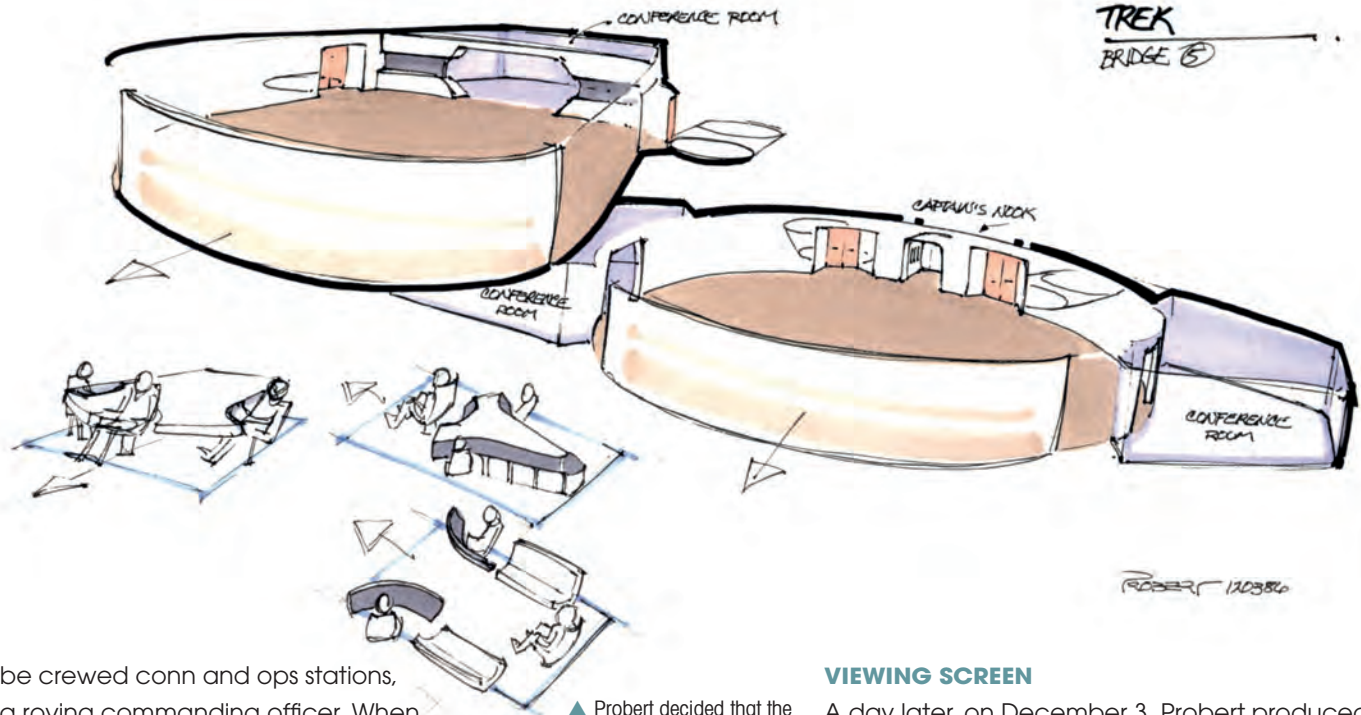 CONFERENCE ROOM
TREK
BRIDGE 5
CAPTAIN'S NOOK
CONFERENCE
ROOM
CONFERENCE
ROOM
PROBERT 120386
be crewed conn and ops stations,
a roving commanding officer. When
▲ Probert decided that the
VIEWING SCREEN
A day later, on December 3, Probert produced